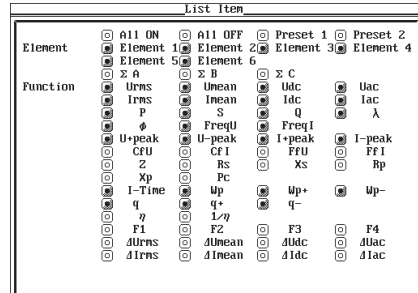 List Item
All ON All OFF Preset 1 Preset 2
Element Element 1 Element 2 Element 3 Element 4
Element 5 Element 6
Σ A Σ B Σ C
Function Urms Umean Udc Uac
Irms Imean Idc Iac
P S Q λ
ϕ FreqU FreqI
U+peak U-peak I+peak I-peak
CfU CfI FfU FfI
Z Rs Xs Rp
Xp Pc
I-Time Wp Wp+ Wp-
q q+ q-
η 1/η
F1 F2 F3 F4
ΔUrms ΔUmean ΔUdc ΔUac
ΔIrms ΔImean ΔIdc ΔIac